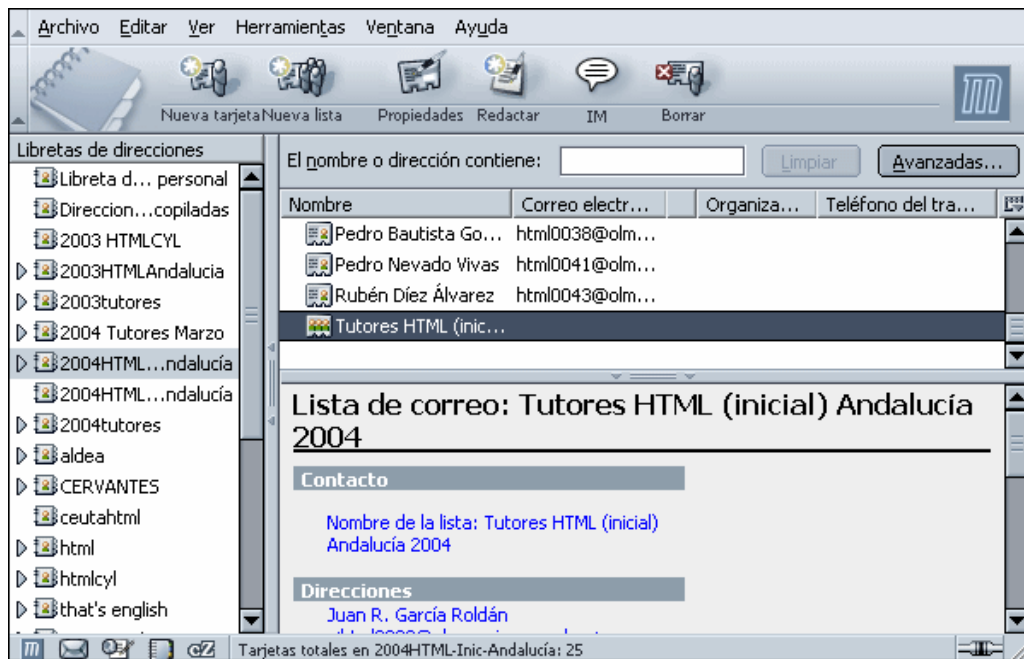 Archivo Editar Ver Herramientas Ventana Ayuda
Nueva tarjeta Nueva lista Propiedades Redactar IM Borrar
Libretas de direcciones
Libreta d... personal
Direccion...copiladas
2003 HTMLCYL
2003HTMLAndalucia
2003tutores
2004 Tutores Marzo
2004HTML...ndalucía
2004HTML...ndalucía
2004tutores
aldea
CERVANTES
ceutahtml
html
htmlcyl
that's english
El nombre o dirección contiene: Limpiar Avanzadas...
Nombre Correo electr... Organiza... Teléfono del tra...
Pedro Bautista Go... html0038@olm...
Pedro Nevado Vivas html0041@olm...
Rubén Díez Álvarez html0043@olm...
Tutores HTML (inic...
Lista de correo: Tutores HTML (inicial) Andalucía
2004
Contacto
Nombre de la lista: Tutores HTML (inicial)
Andalucía 2004
Direcciones
Juan R. García Roldán
Tarjetas totales en 2004HTML-Inic-Andalucía: 25